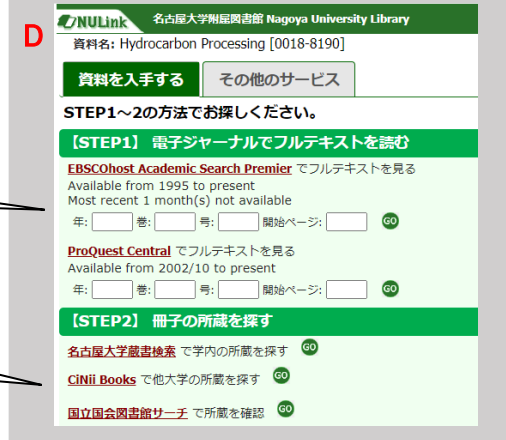 D
NULink 名古屋大学附属図書館 Nagoya University Library
資料名: Hydrocarbon Processing [0018-8190]
資料を入手する その他のサービス
STEP1～2の方法でお探しください。
【STEP1】 電子ジャーナルでフルテキストを読む
EBSCOhost Academic Search Premier でフルテキストを見る
Available from 1995 to present
Most recent 1 month(s) not available
年: 巻: 号: 開始ページ: GO
ProQuest Central でフルテキストを見る
Available from 2002/10 to present
年: 巻: 号: 開始ページ: GO
【STEP2】 冊子の所蔵を探す
名古屋大学蔵書検索 で学内の所蔵を探す GO
CiNii Books で他大学の所蔵を探す GO
国立国会図書館サーチ で所蔵を確認 GO